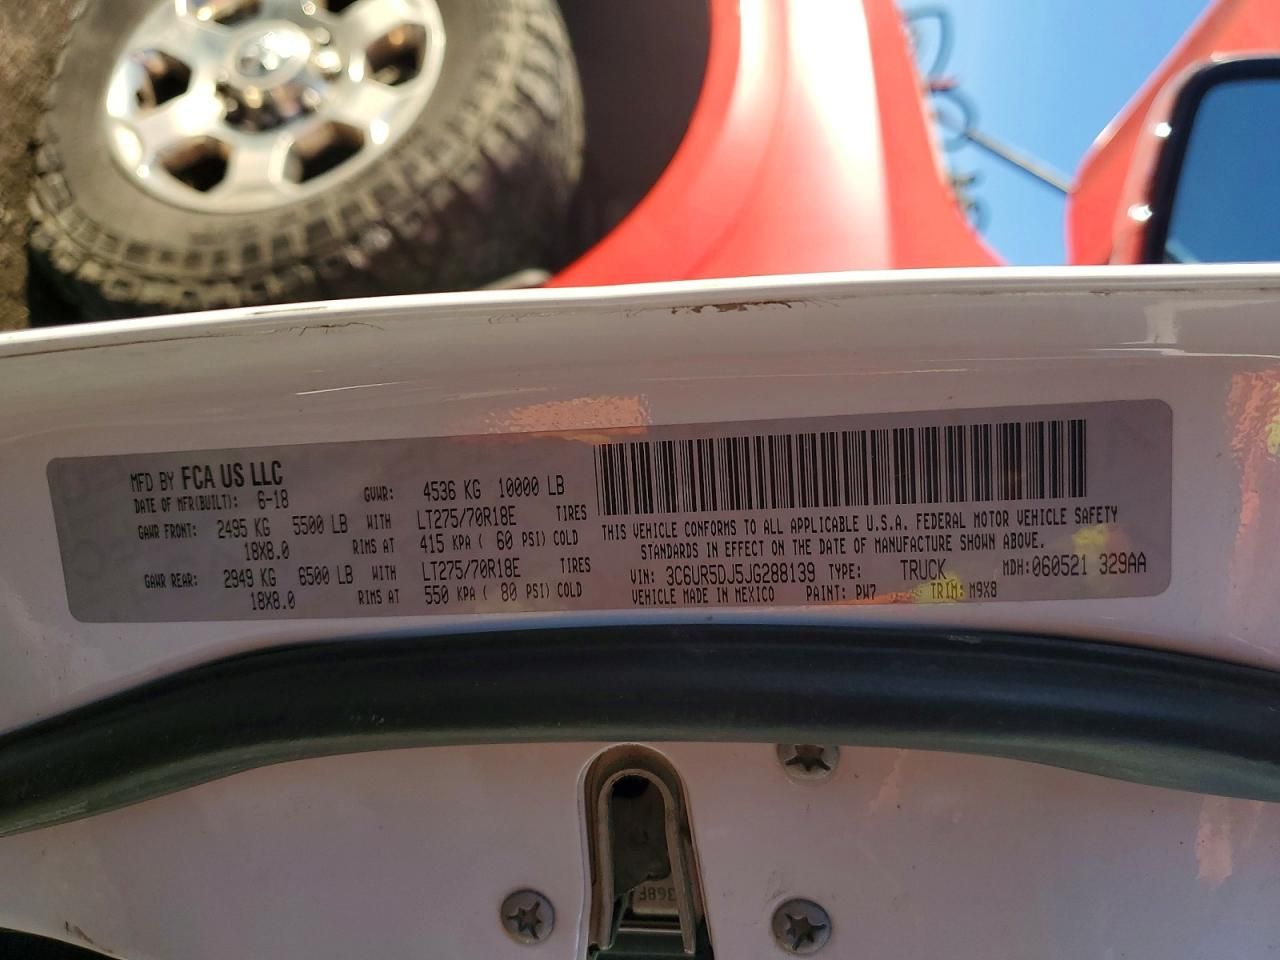 MFD BY FCA US LLC
DATE OF MFR(BUILT): 6-18 GVWR: 4536 KG 10000 LB
GAWR FRONT: 2495 KG 5500 LB WITH LT275/70R18E TIRES
18X8.0 RIMS AT 415 KPA ( 60 PSI) COLD
GAWR REAR: 2949 KG 6500 LB WITH LT275/70R18E TIRES
18X8.0 RIMS AT 550 KPA ( 80 PSI) COLD
THIS VEHICLE CONFORMS TO ALL APPLICABLE U.S.A. FEDERAL MOTOR VEHICLE SAFETY
STANDARDS IN EFFECT ON THE DATE OF MANUFACTURE SHOWN ABOVE.
VIN: 3C6UR5DJ5JG288139 TYPE: TRUCK MDH: 060521 329AA
VEHICLE MADE IN MEXICO PAINT: PW7 TRIM: M9X8